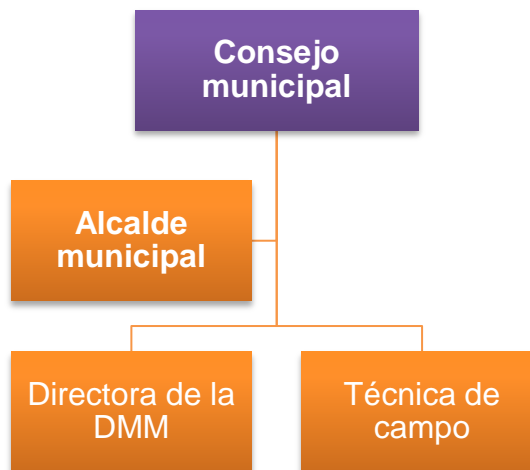 Consejo
municipal
Alcalde
municipal
Directora de la
DMM
Técnica de
campo